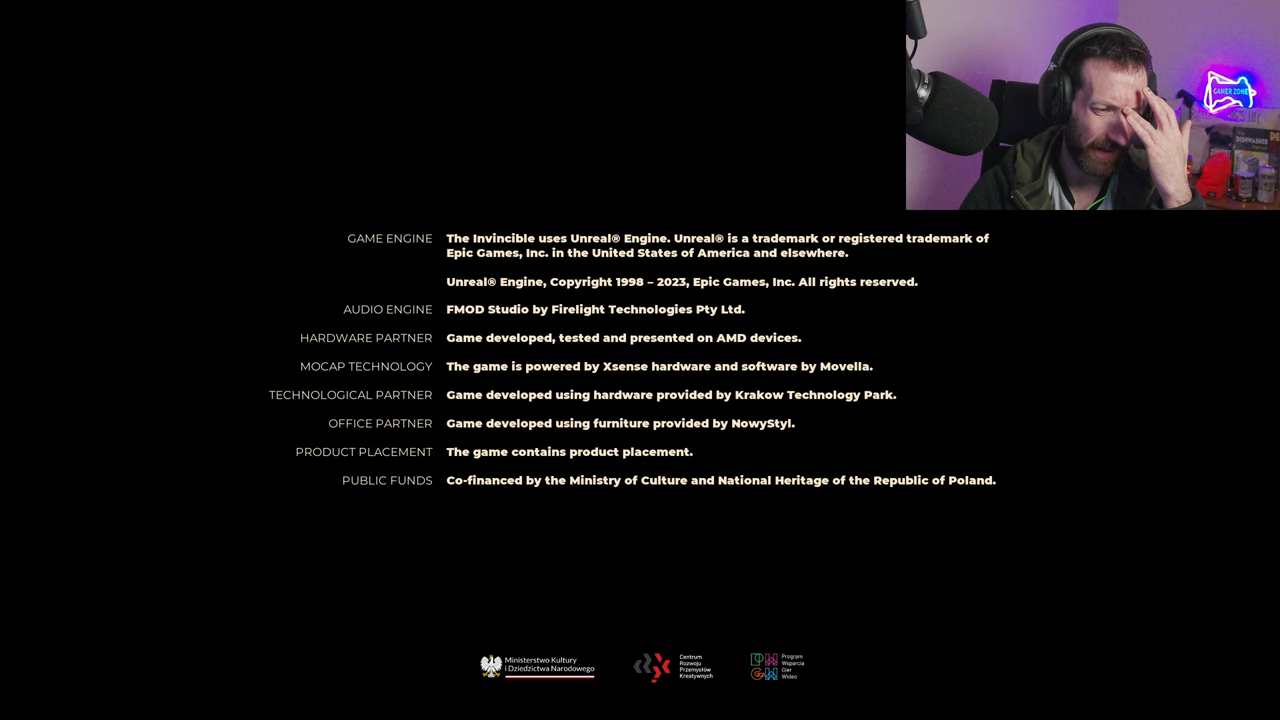 GAMER ZONE
DISHWASHER
GAME ENGINE The Invincible uses Unreal® Engine. Unreal® is a trademark or registered trademark of
Epic Games, Inc. in the United States of America and elsewhere.
Unreal® Engine, Copyright 1998 – 2023, Epic Games, Inc. All rights reserved.
AUDIO ENGINE FMOD Studio by Firelight Technologies Pty Ltd.
HARDWARE PARTNER Game developed, tested and presented on AMD devices.
MOCAP TECHNOLOGY The game is powered by Xsense hardware and software by Movella.
TECHNOLOGICAL PARTNER Game developed using hardware provided by Krakow Technology Park.
OFFICE PARTNER Game developed using furniture provided by NowyStyl.
PRODUCT PLACEMENT The game contains product placement.
PUBLIC FUNDS Co-financed by the Ministry of Culture and National Heritage of the Republic of Poland.
Ministerstwo Kultury
i Dziedzictwa Narodowego
Centrum
Rozwoju
Przemysłów
Kreatywnych
Program
Wsparcia
Gier
Wideo